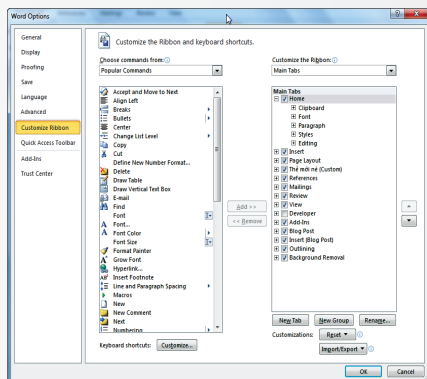 Word Options
General
Display
Proofing
Save
Language
Advanced
Customize Ribbon
Quick Access Toolbar
Add-Ins
Trust Center
Customize the Ribbon and keyboard shortcuts.
Choose commands from:
Popular Commands
Accept and Move to Next
Align Left
Breaks
Bullets
Center
Change List Level
Copy
Cut
Define New Number Format...
Delete
Draw Table
Draw Vertical Text Box
E-mail
Find
Font
Font...
Font Color
Font Size
Format Painter
Grow Font
Hyperlink...
Insert Footnote
Line and Paragraph Spacing
Macros
New
New Comment
Next
Numbering
Keyboard shortcuts: Customize...
Add >>
<< Remove
Customize the Ribbon:
Main Tabs
Main Tabs
Home
Clipboard
Font
Paragraph
Styles
Editing
Insert
Page Layout
Thẻ mới nè (Custom)
References
Mailings
Review
View
Developer
Add-Ins
Blog Post
Insert (Blog Post)
Outlining
Background Removal
New Tab New Group Rename...
Customizations: Reset
Import/Export
OK Cancel